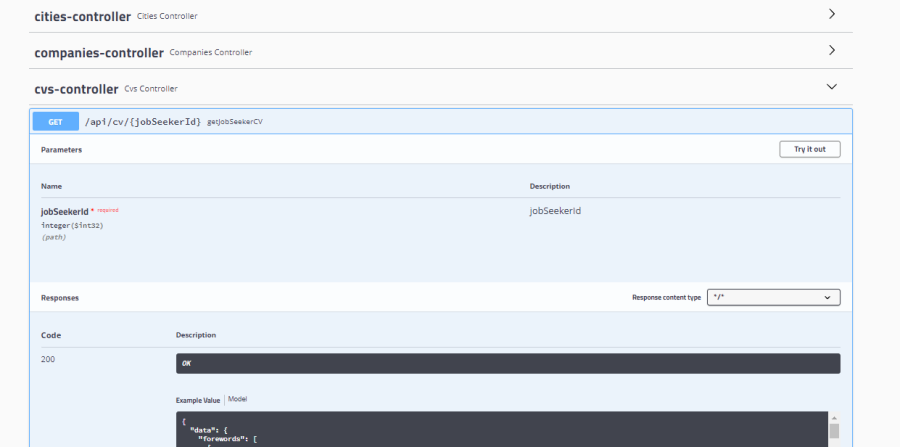 cities-controller Cities Controller
companies-controller Companies Controller
cvs-controller Cvs Controller
GET /api/cv/{jobSeekerId} getjobSeekerCV
Parameters Try it out
Name Description
jobSeekerId * required jobSeekerId
integer($int32)
(path)
Responses Response content type */*
Code Description
200 OK
Example Value Model
{
"data": {
"forewords": [